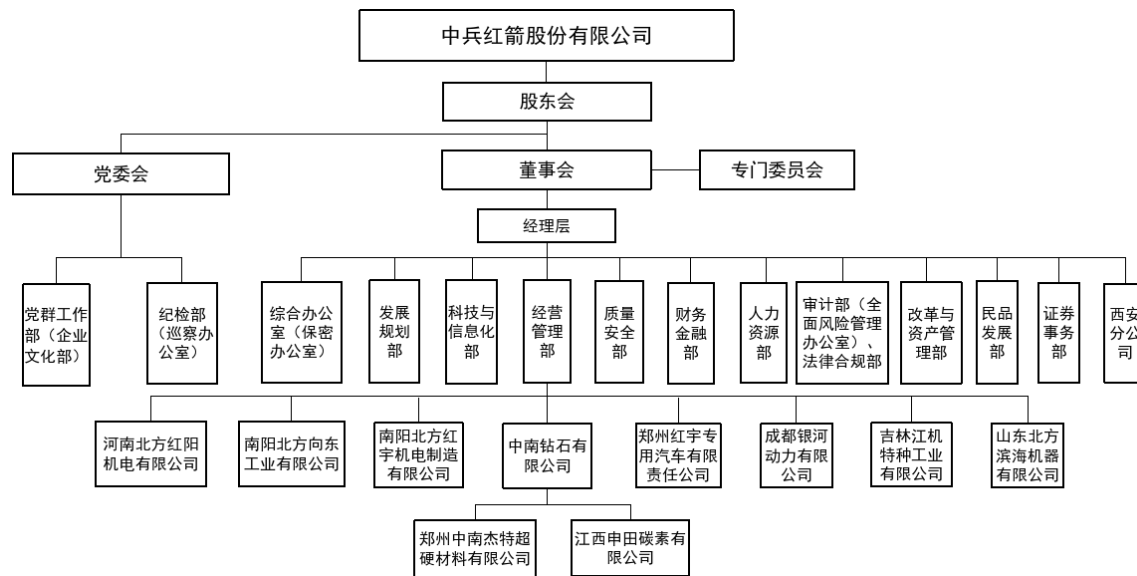 中兵红箭股份有限公司
股东会
党委会
董事会
专门委员会
经理层
党群工作
部（企业
文化部）
纪检部
（巡察办
公室）
综合办公
室（保密
办公室）
发展
规划
部
科技与
信息化
部
经营
管理
部
质量
安全
部
财务
金融
部
人力
资源
部
审计部（全
面风险管理
办公室）、
法律合规部
改革与
资产管
理部
民品
发展
部
证券
事务
部
西安
分公
司
河南北方红阳
机电有限公司
南阳北方向东
工业有限公司
南阳北方红
宇机电制造
有限公司
中南钻石有
限公司
郑州红宇专
用汽车有限
责任公司
成都银河
动力有限
公司
吉林江机
特种工业
有限公司
山东北方
滨海机器
有限公司
郑州中南杰特超
硬材料有限公司
江西申田碳素有
限公司